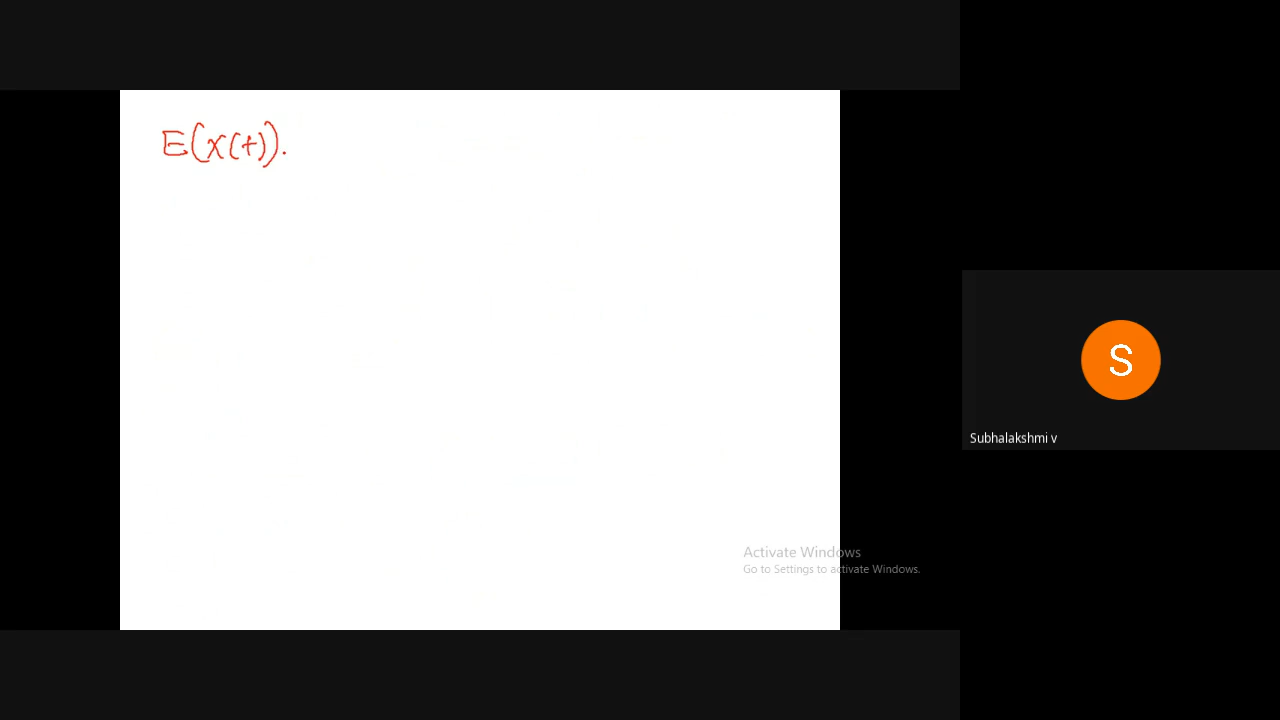 E(X(t)).
S
Subhalakshmi v
Activate Windows
Go to Settings to activate Windows.